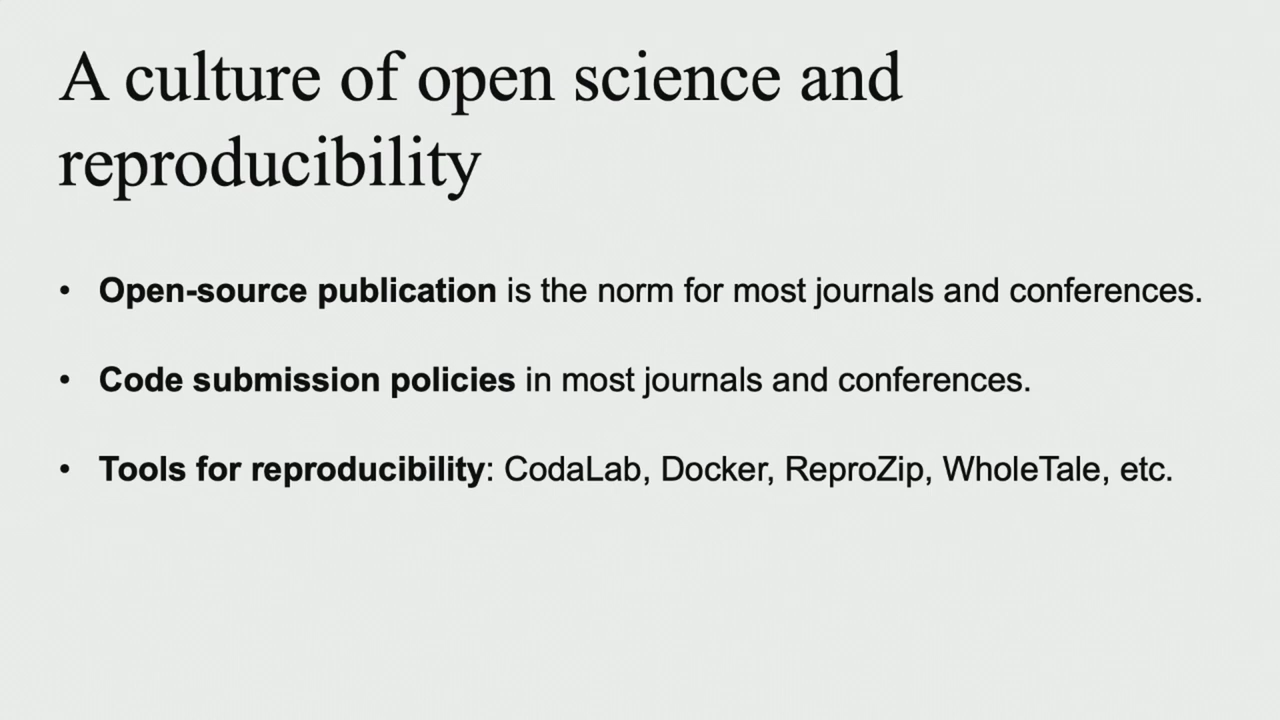 A culture of open science and
reproducibility
• Open-source publication is the norm for most journals and conferences.
• Code submission policies in most journals and conferences.
• Tools for reproducibility: CodaLab, Docker, ReproZip, WholeTale, etc.